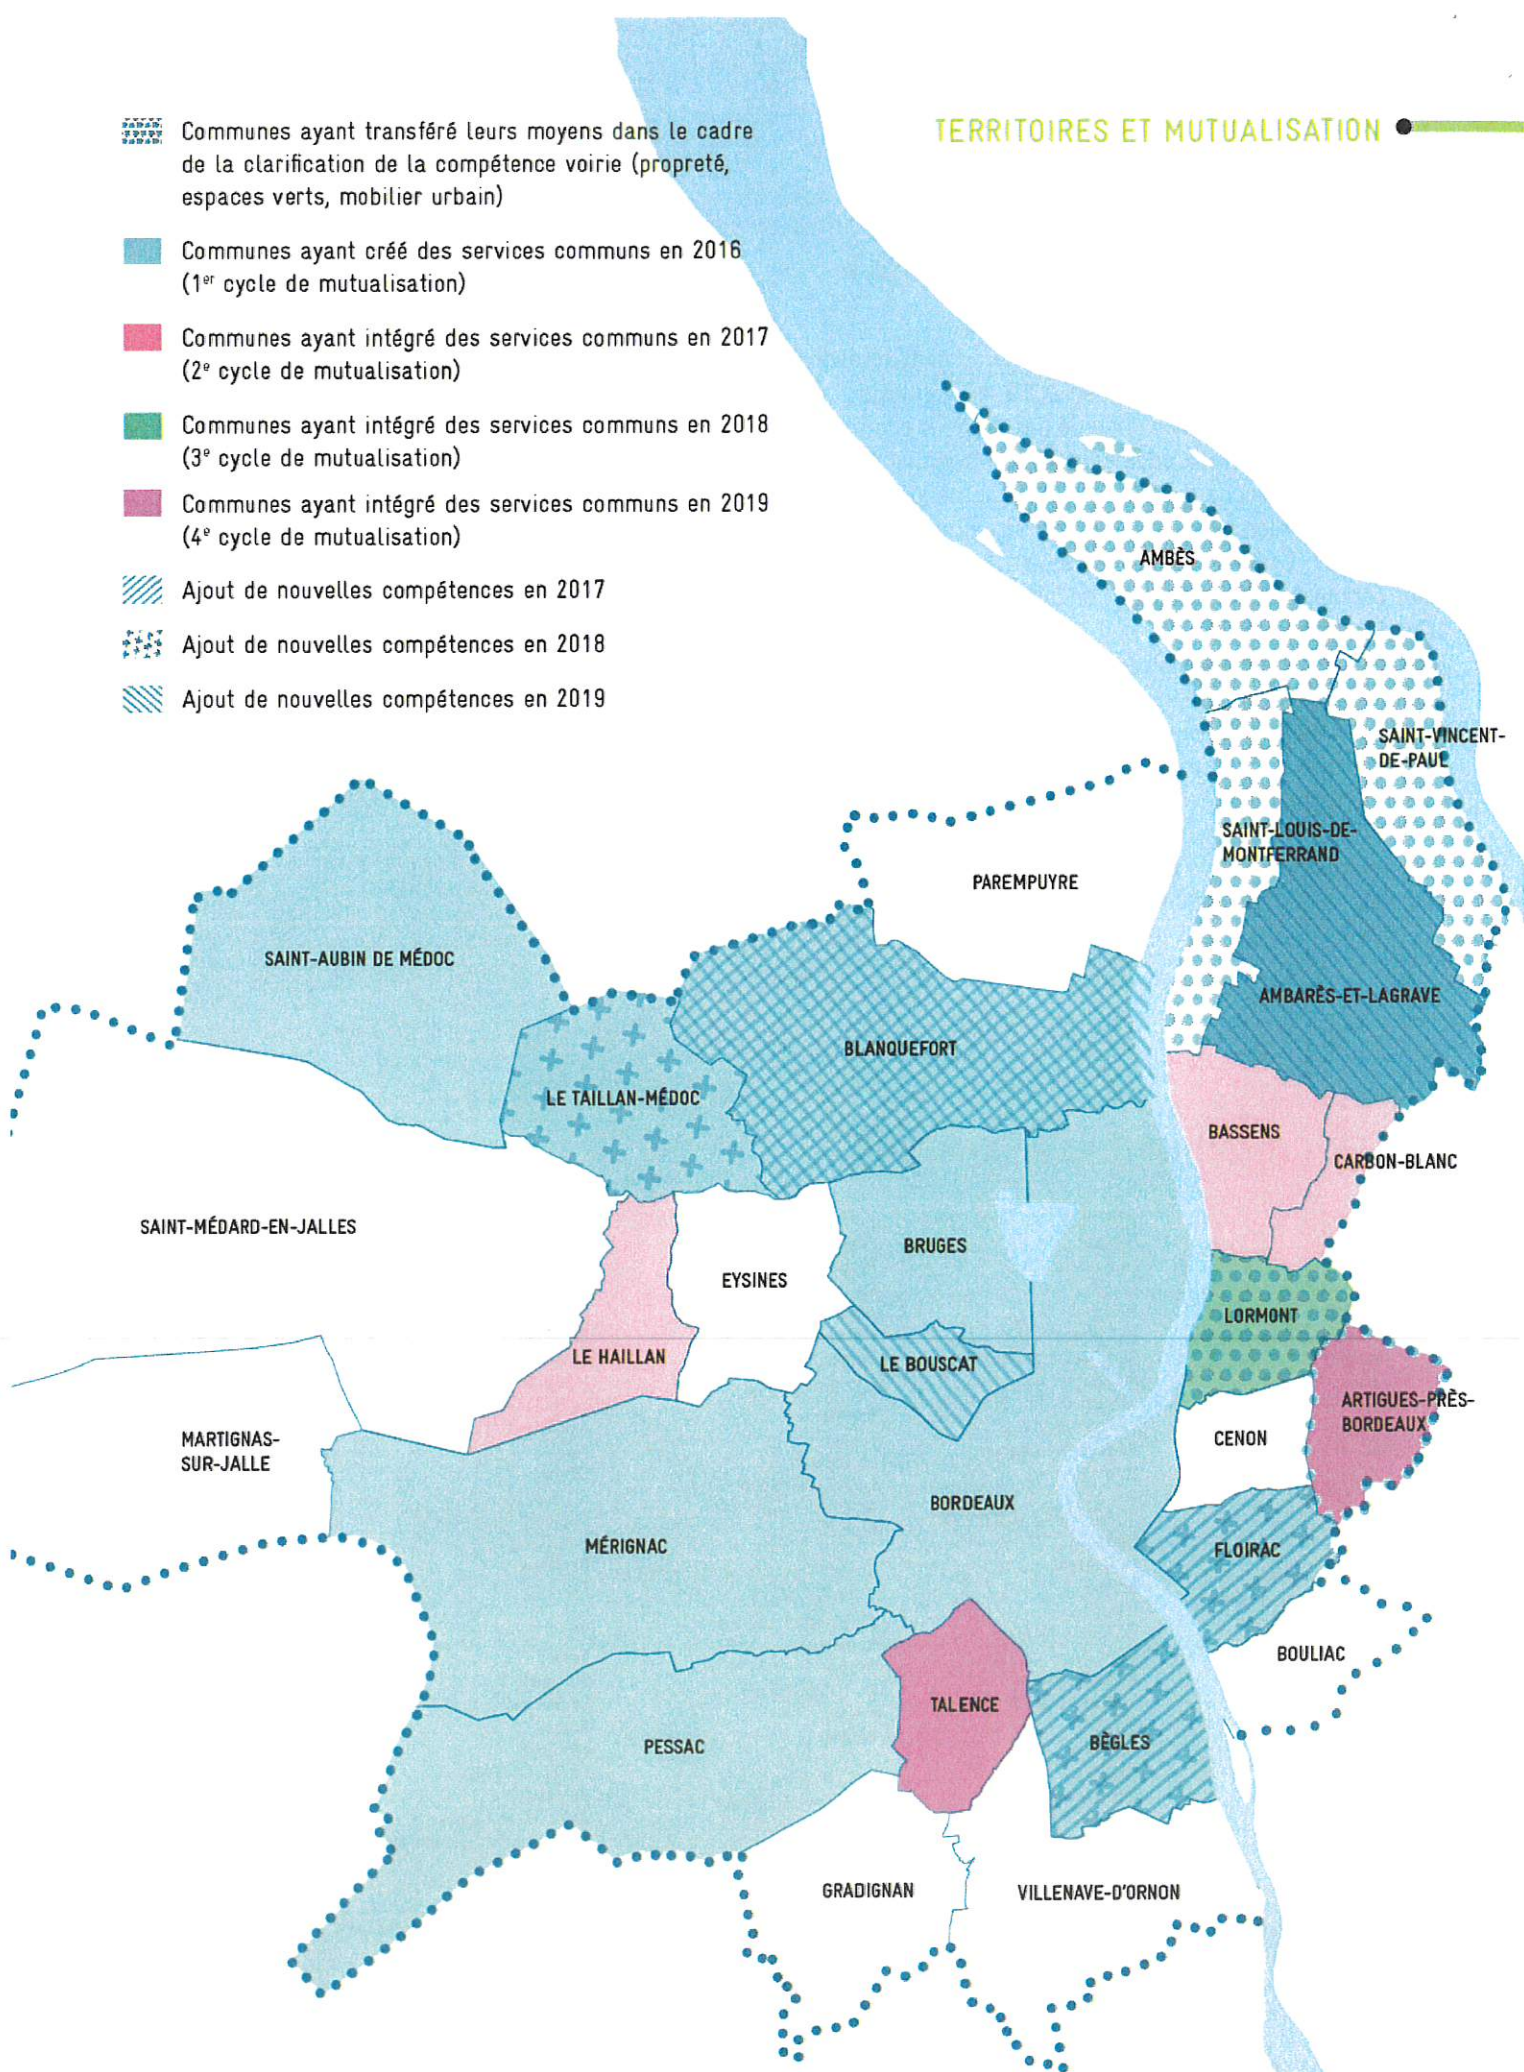 TERRITOIRES ET MUTUALISATION
Communes ayant transféré leurs moyens dans le cadre
de la clarification de la compétence voirie (propreté,
espaces verts, mobilier urbain)
Communes ayant créé des services communs en 2016
(1er cycle de mutualisation)
Communes ayant intégré des services communs en 2017
(2e cycle de mutualisation)
Communes ayant intégré des services communs en 2018
(3e cycle de mutualisation)
Communes ayant intégré des services communs en 2019
(4e cycle de mutualisation)
Ajout de nouvelles compétences en 2017
Ajout de nouvelles compétences en 2018
Ajout de nouvelles compétences en 2019
AMBÈS
SAINT-VINCENT-
DE-PAUL
SAINT-LOUIS-DE-
MONTFERRAND
PAREMPUYRE
SAINT-AUBIN DE MÉDOC
AMBARÈS-ET-LAGRAVE
BLANQUEFORT
LE TAILLAN-MÉDOC
BASSENS
CARBON-BLANC
SAINT-MÉDARD-EN-JALLES
BRUGES
EYSINES
LORMONT
LE HAILLAN
LE BOUSCAT
ARTIGUES-PRÈS-
BORDEAUX
MARTIGNAS-
SUR-JALLE
CENON
BORDEAUX
MÉRIGNAC
FLOIRAC
BOULIAC
TALENCE
PESSAC
BÈGLES
GRADIGNAN
VILLENAVE-D'ORNON